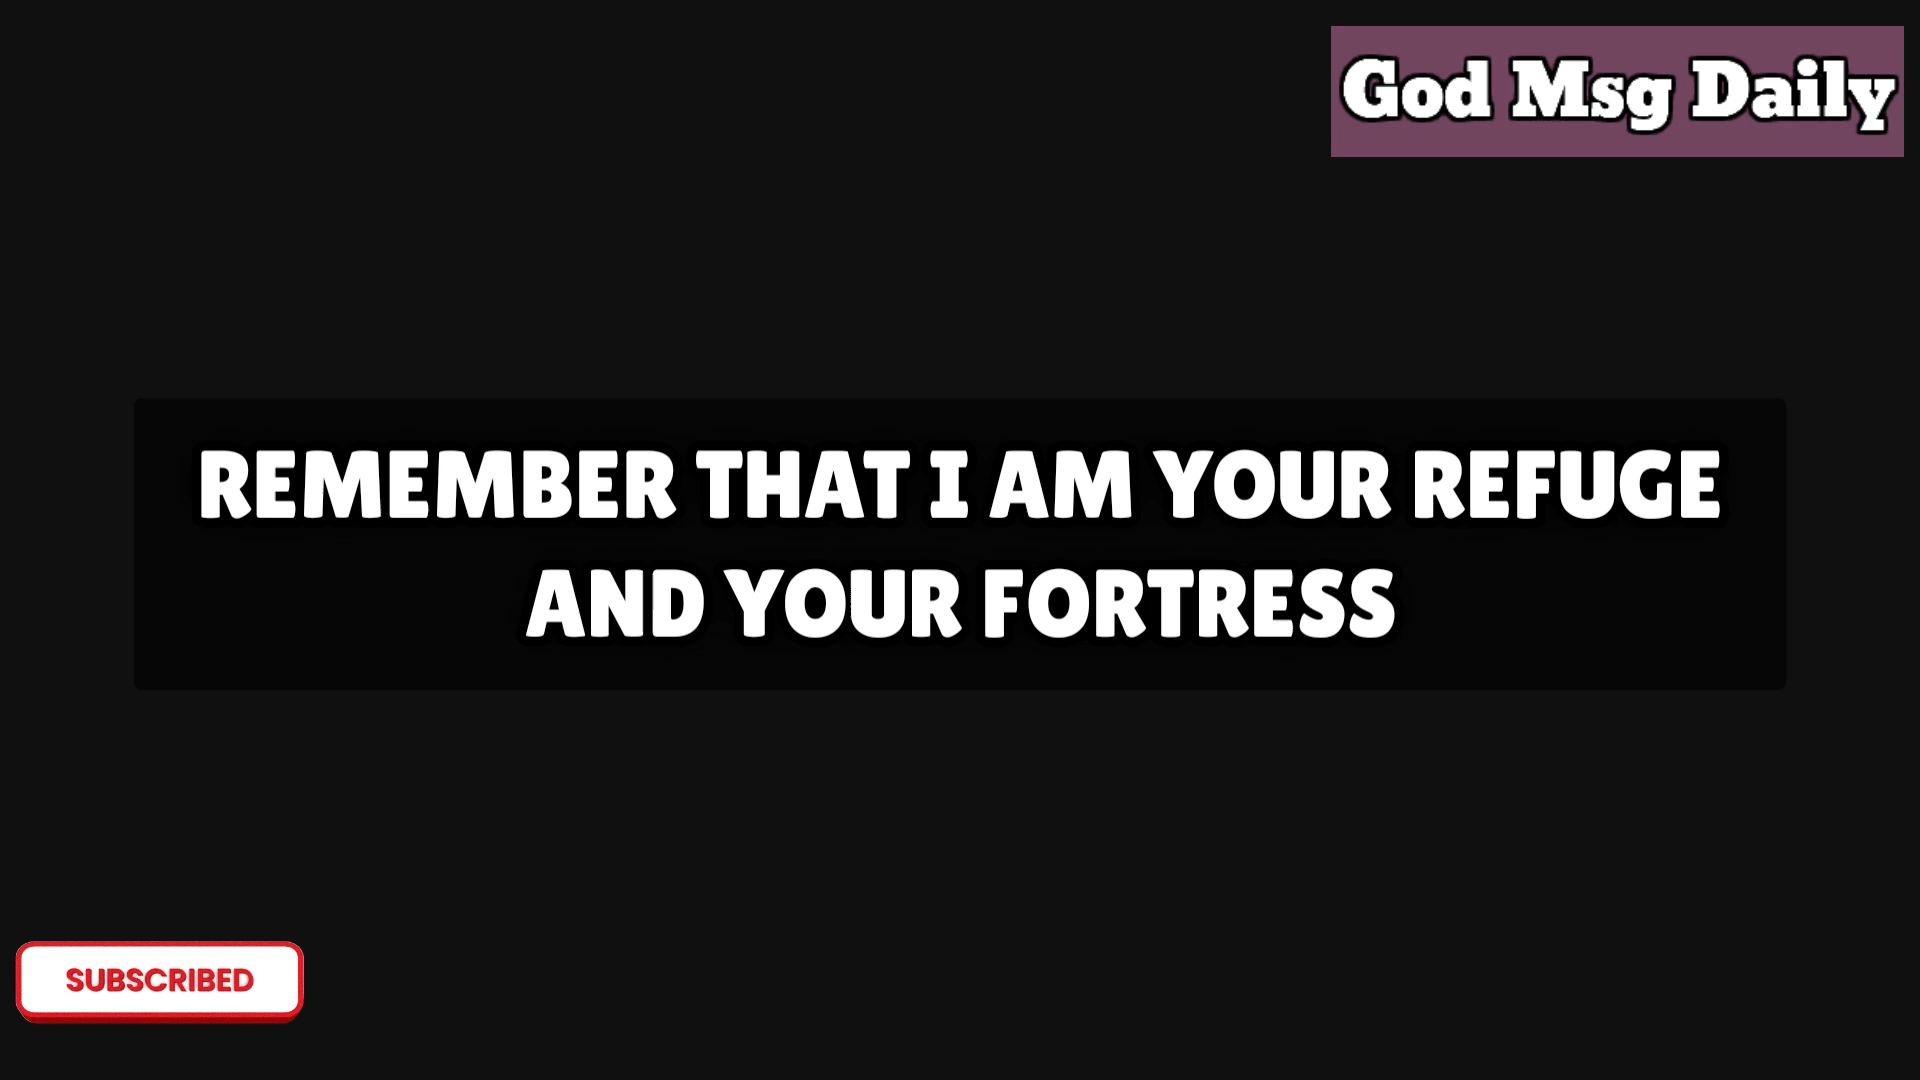 God Msg Daily
REMEMBER THAT I AM YOUR REFUGE
AND YOUR FORTRESS
SUBSCRIBED